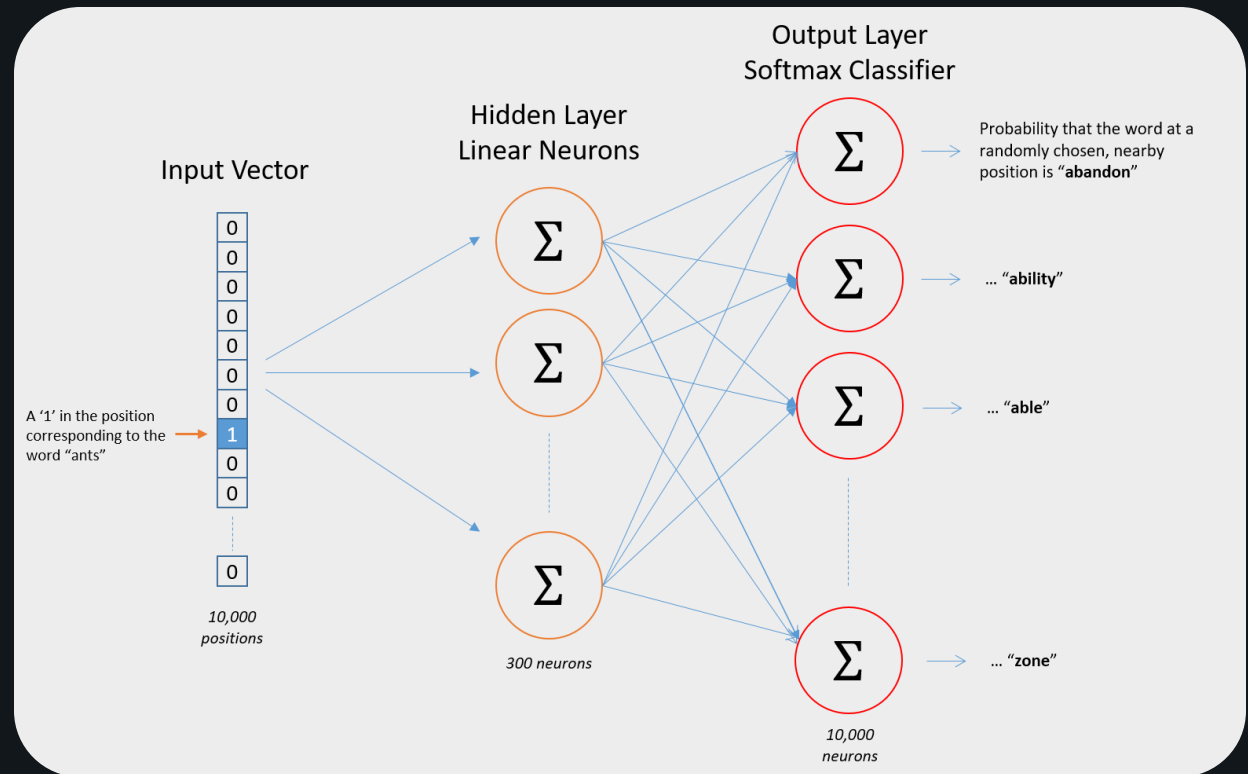 Output Layer
Softmax Classifier
Hidden Layer
Linear Neurons
Input Vector
0
0
0
0
0
0
0
1
0
0
0
A ‘1’ in the position
corresponding to the
word “ants”
10,000
positions
Σ
Σ
Σ
300 neurons
Σ
Σ
Σ
Σ
10,000
neurons
Probability that the word at a
randomly chosen, nearby
position is “abandon”
... “ability”
... “able”
... “zone”